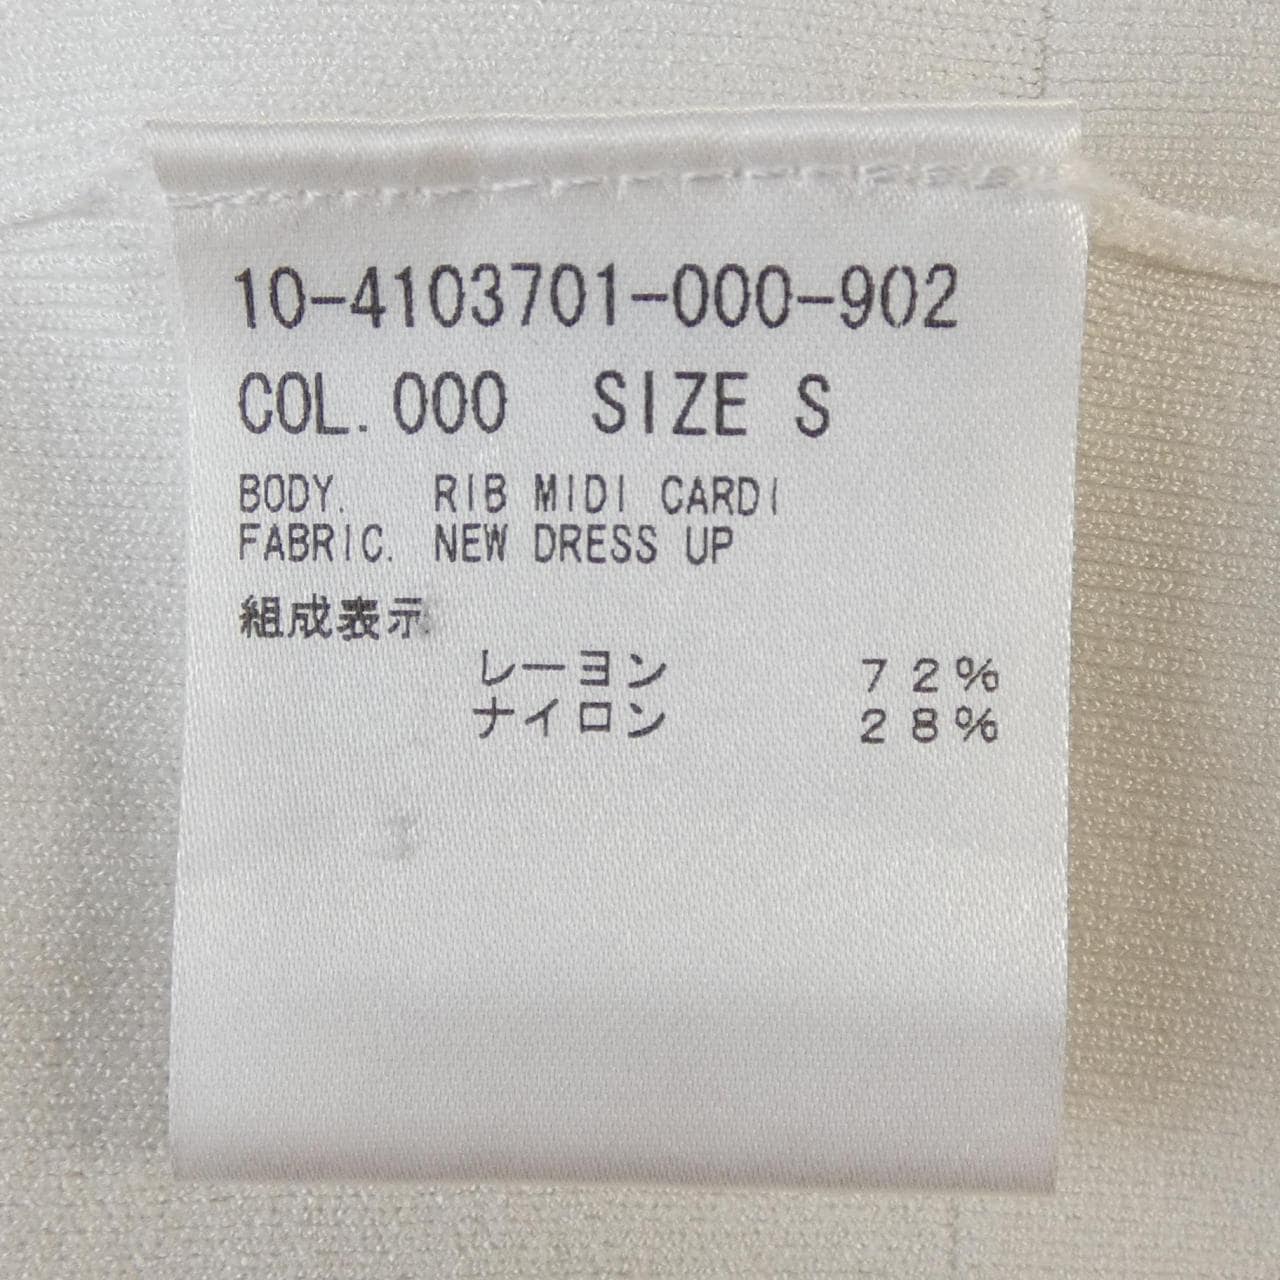 10-4103701-000-902
COL.000 SIZE S
BODY. RIB MIDI CARDI
FABRIC. NEW DRESS UP
組成表示
レーヨン 72%
ナイロン 28%